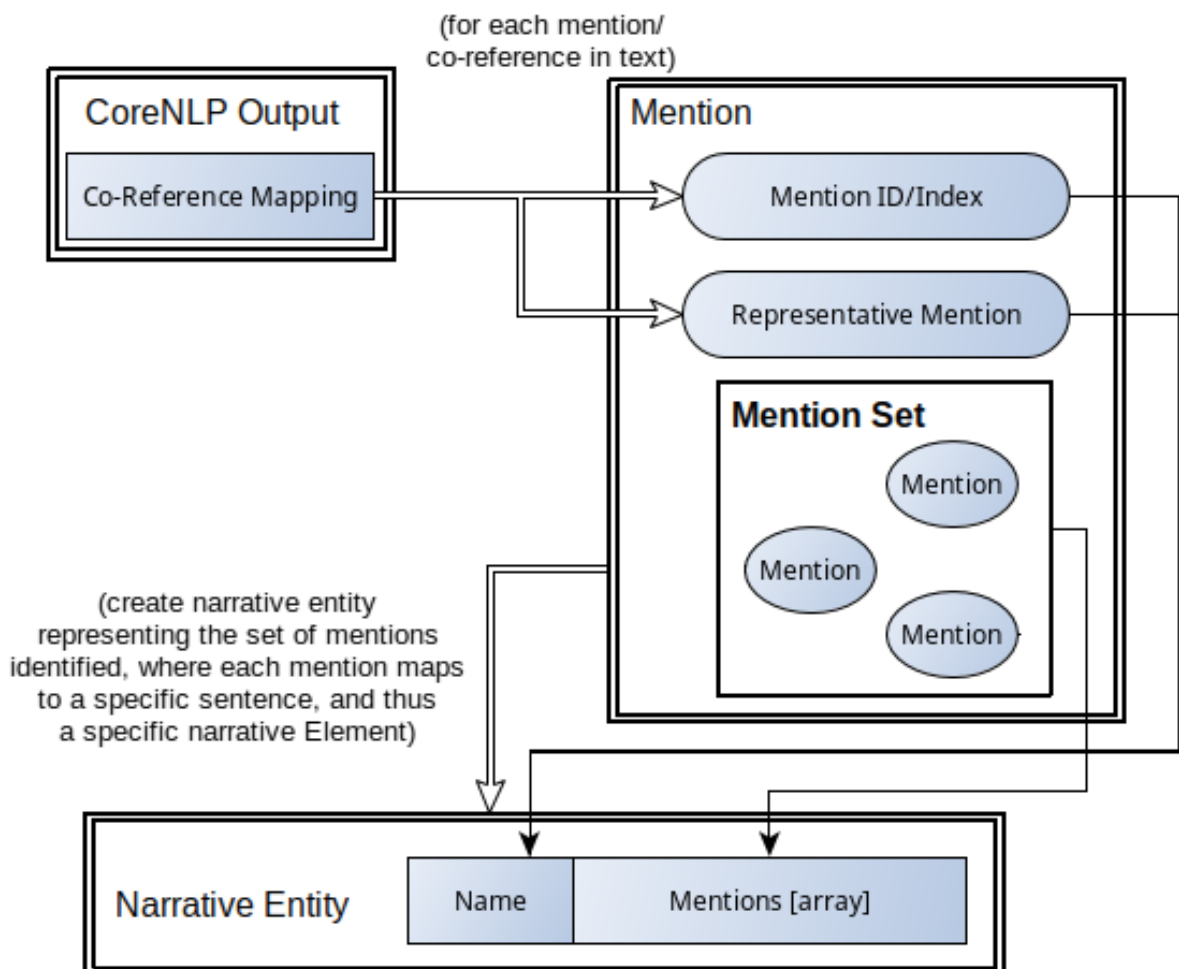 (for each mention/
co-reference in text)
CoreNLP Output
Co-Reference Mapping
Mention
Mention ID/Index
Representative Mention
Mention Set
Mention
Mention
Mention
(create narrative entity
representing the set of mentions
identified, where each mention maps
to a specific sentence, and thus
a specific narrative Element)
Narrative Entity
Name
Mentions [array]